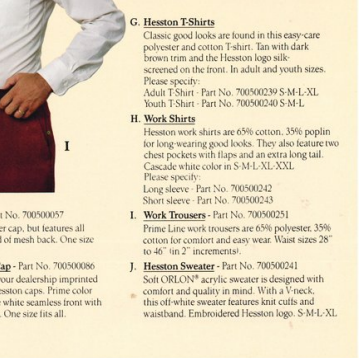 G. Hesston T-Shirts
Classic good looks are found in this easy-care
polyester and cotton T-shirt. Tan with dark
brown trim and the Hesston logo silk-
screened on the front. In adult and youth sizes.
Please specify:
Adult T-Shirt - Part No. 700500239 S-M-L-XL
Youth T-Shirt - Part No. 700500240 S-M-L
H. Work Shirts
Hesston work shirts are 65% cotton, 35% poplin
for long-wearing good looks. They also feature two
chest pockets with flaps and an extra long tail.
Cascade white color in S-M-L-XL-XXL
Please specify:
Long sleeve - Part No. 700500242
Short sleeve - Part No. 700500243
I. Work Trousers - Part No. 700500251
Prime Line work trousers are 65% polyester, 35%
cotton for comfort and easy wear. Waist sizes 28"
to 46" (in 2" increments).
J. Hesston Sweater - Part No. 700500241
Soft ORLON® acrylic sweater is designed with
comfort and quality in mind. With a V-neck,
this off-white sweater features knit cuffs and
waistband. Embroidered Hesston logo. S-M-L-XL
I
t No. 700500057
er cap, but features all
of mesh back. One size
ap - Part No. 700500086
our dealership imprinted
esston caps. Prime color
white seamless front with
One size fits all.